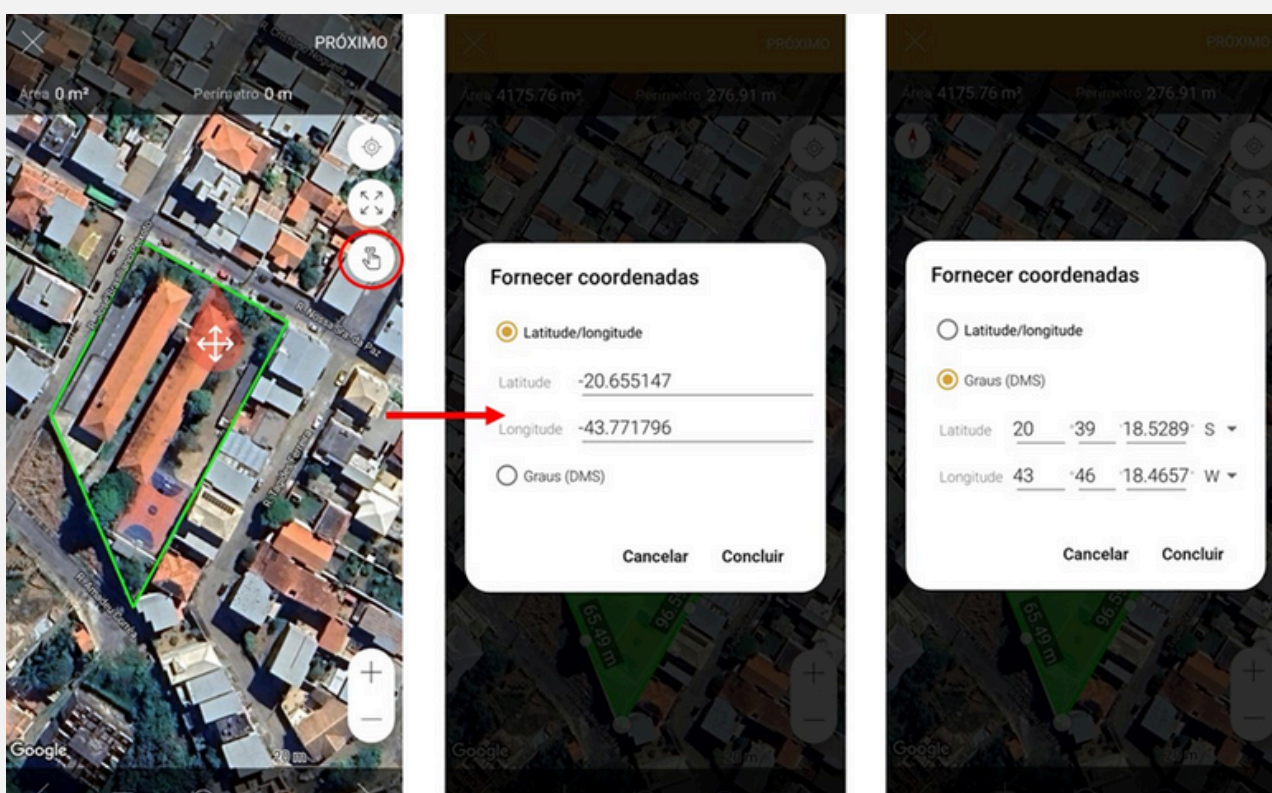 PRÓXIMO
Área 0 m² Perímetro 0 m
R. Nossa Sra. da Paz
Google
20 m
PRÓXIMO
Área 4175.76 m² Perímetro 276.91 m
Fornecer coordenadas
Latitude/longitude
Latitude -20.655147
Longitude -43.771796
Graus (DMS)
Cancelar Concluir
65.49 m
Google
20 m
PRÓXIMO
Área 4175.76 m² Perímetro 276.91 m
Fornecer coordenadas
Latitude/longitude
Graus (DMS)
Latitude 20 °39 '18.5289" S
Longitude 43 °46 '18.4657" W
Cancelar Concluir
65.49 m
Google
20 m